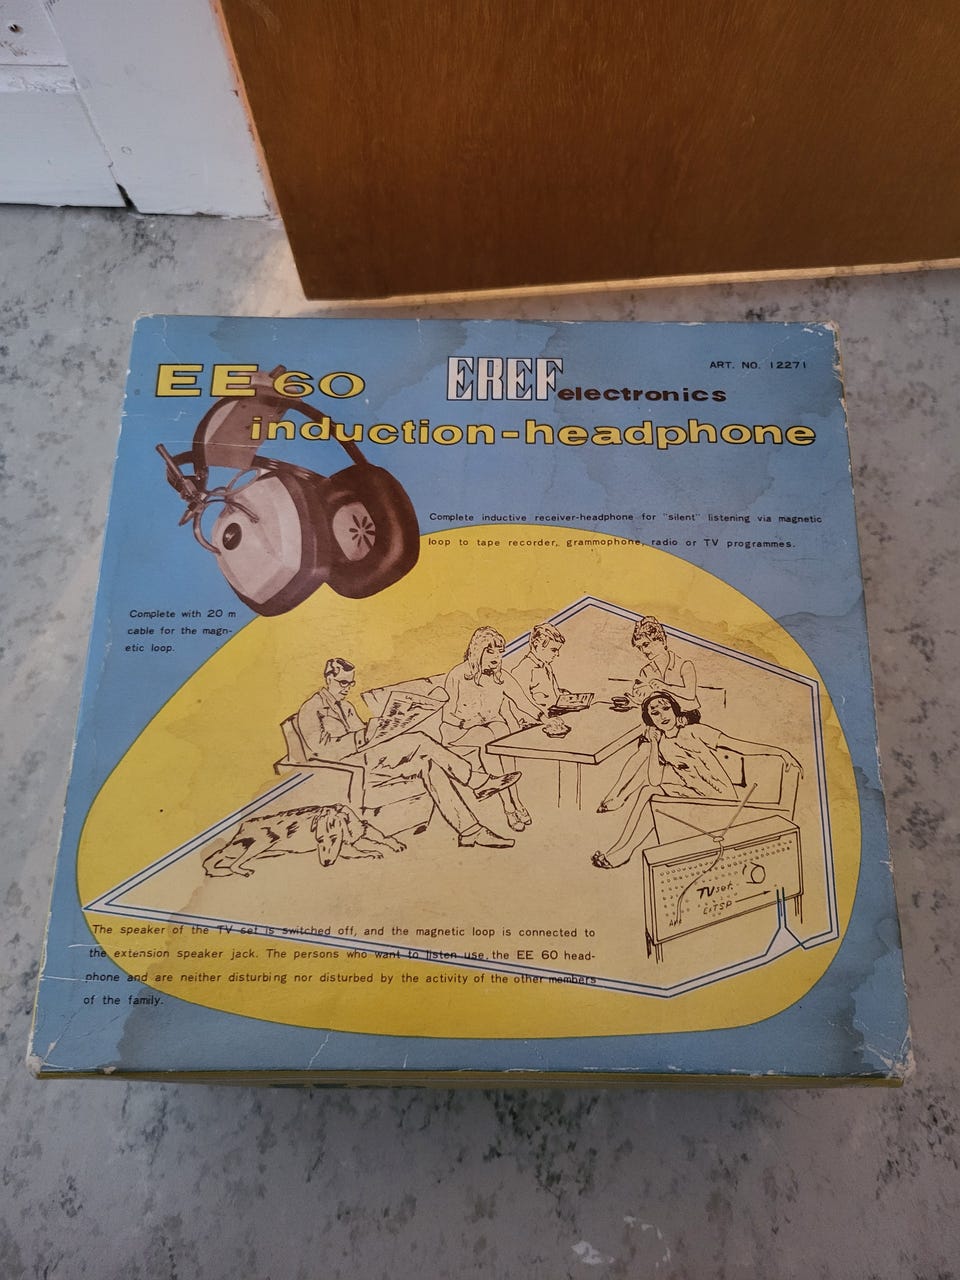 EE 60
EREF electronics
ART. NO. 12271
induction-headphone
Complete inductive receiver-headphone for "silent" listening via magnetic
loop to tape recorder, grammophone, radio or TV programmes.
Complete with 20 m
cable for the magn-
etic loop.
TV set.
ExTSP
The speaker of the TV set is switched off, and the magnetic loop is connected to
the extension speaker jack. The persons who want to listen use the EE 60 head-
phone and are neither disturbing nor disturbed by the activity of the other members
of the family.